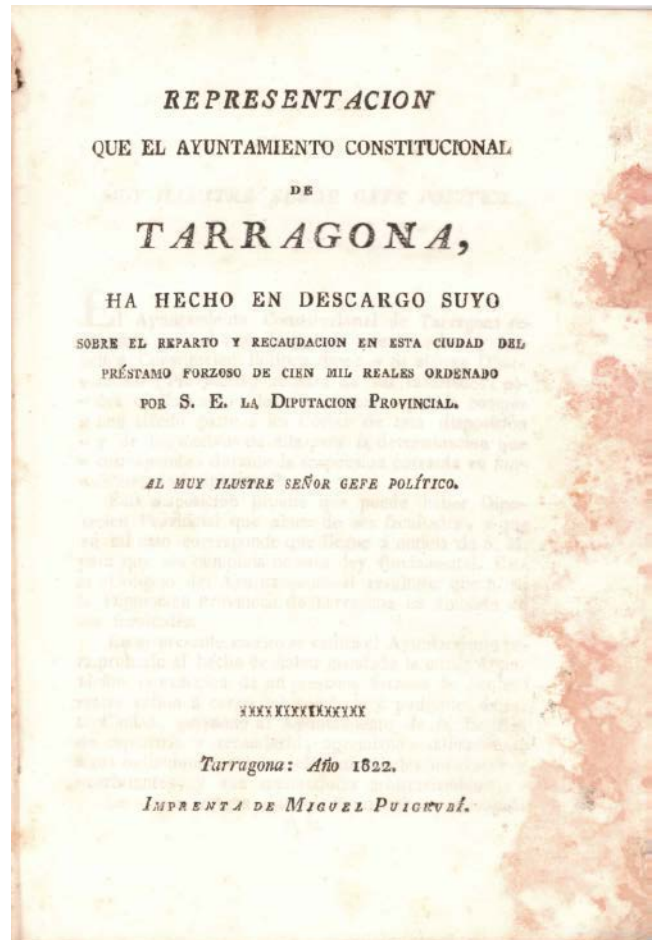 REPRESENTACION
QUE EL AYUNTAMIENTO CONSTITUCIONAL
DE
TARRAGONA,
HA HECHO EN DESCARGO SUYO
SOBRE EL REPARTO Y RECAUDACION EN ESTA CIUDAD DEL
PRÉSTAMO FORZOSO DE CIEN MIL REALES ORDENADO
POR S. E. LA DIPUTACION PROVINCIAL.
AL MUY ILUSTRE SEÑOR GEFE POLÍTICO.
Tarragona: Año 1822.
IMPRENTA DE MIGUEL PUIGRUBÍ.